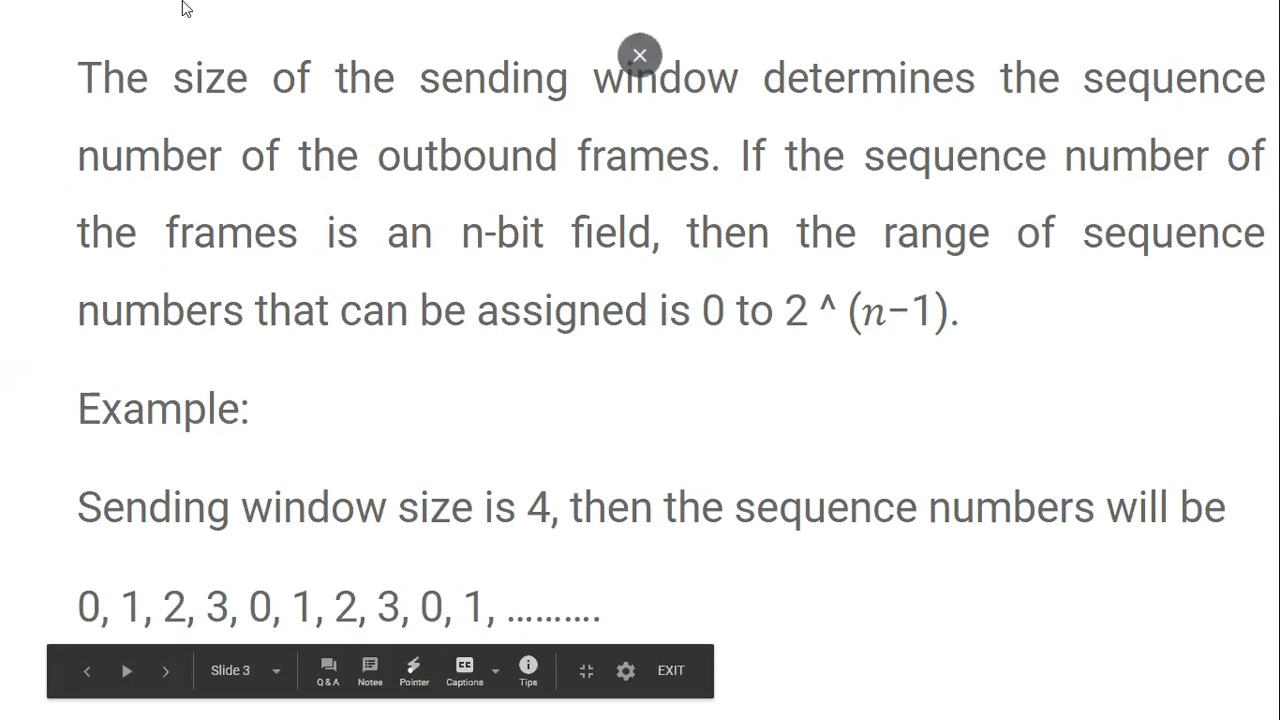 The size of the sending window determines the sequence
number of the outbound frames. If the sequence number of
the frames is an n-bit field, then the range of sequence
numbers that can be assigned is 0 to 2 ^ (n−1).
Example:
Sending window size is 4, then the sequence numbers will be
0, 1, 2, 3, 0, 1, 2, 3, 0, 1, ……….
Slide 3 Q & A Notes Pointer CC Captions Tips EXIT